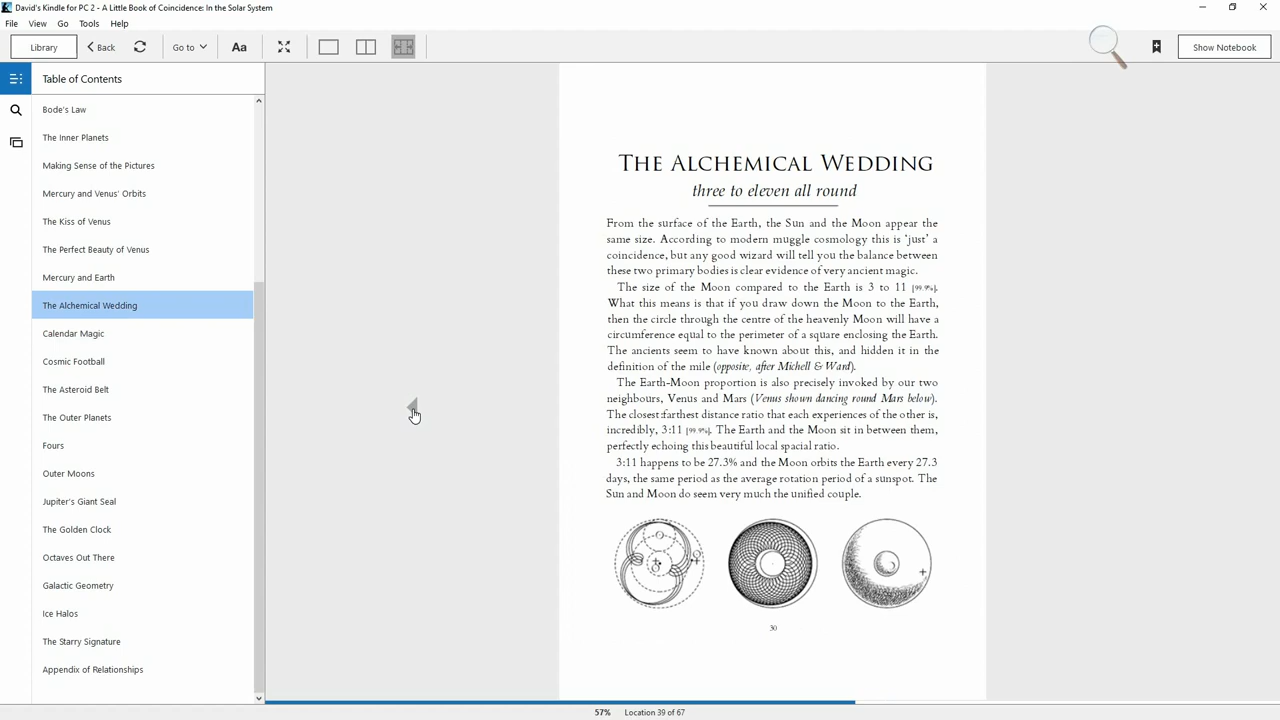 David's Kindle for PC 2 - A Little Book of Coincidence: In the Solar System
File View Go Tools Help
Library
Back
Go to
Aa
Show Notebook
Table of Contents
Bode's Law
The Inner Planets
Making Sense of the Pictures
Mercury and Venus' Orbits
The Kiss of Venus
The Perfect Beauty of Venus
Mercury and Earth
The Alchemical Wedding
Calendar Magic
Cosmic Football
The Asteroid Belt
The Outer Planets
Fours
Outer Moons
Jupiter's Giant Seal
The Golden Clock
Octaves Out There
Galactic Geometry
Ice Halos
The Starry Signature
Appendix of Relationships
THE ALCHEMICAL WEDDING
three to eleven all round
From the surface of the Earth, the Sun and the Moon appear the
same size. According to modern muggle cosmology this is 'just' a
coincidence, but any good wizard will tell you the balance between
these two primary bodies is clear evidence of very ancient magic.
The size of the Moon compared to the Earth is 3 to 11 [99.9%].
What this means is that if you draw down the Moon to the Earth,
then the circle through the centre of the heavenly Moon will have a
circumference equal to the perimeter of a square enclosing the Earth.
The ancients seem to have known about this, and hidden it in the
definition of the mile (opposite, after Michell & Ward).
The Earth-Moon proportion is also precisely invoked by our two
neighbours, Venus and Mars (Venus shown dancing round Mars below).
The closest:farthest distance ratio that each experiences of the other is,
incredibly, 3:11 [99.9%]. The Earth and the Moon sit in between them,
perfectly echoing this beautiful local spacial ratio.
3:11 happens to be 27.3% and the Moon orbits the Earth every 27.3
days, the same period as the average rotation period of a sunspot. The
Sun and Moon do seem very much the unified couple.
30
57% Location 39 of 67